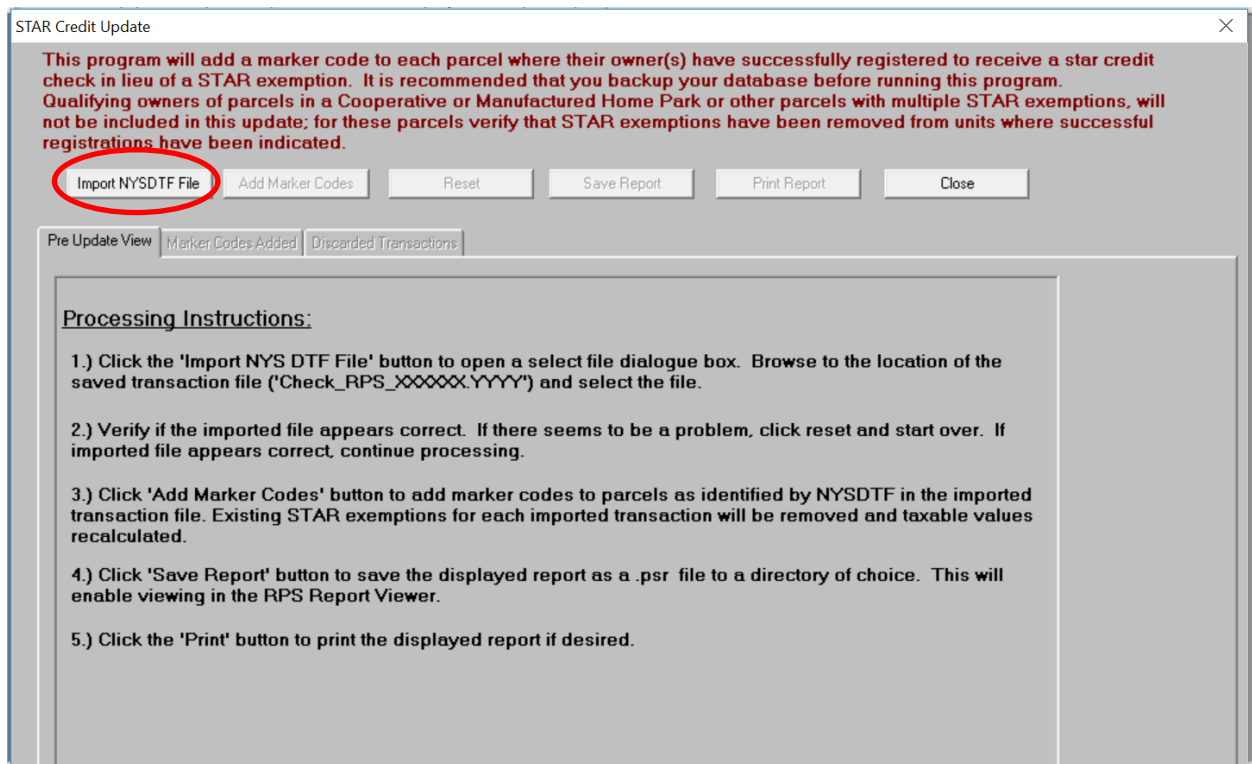 STAR Credit Update
This program will add a marker code to each parcel where their owner(s) have successfully registered to receive a star credit
check in lieu of a STAR exemption. It is recommended that you backup your database before running this program.
Qualifying owners of parcels in a Cooperative or Manufactured Home Park or other parcels with multiple STAR exemptions, will
not be included in this update; for these parcels verify that STAR exemptions have been removed from units where successful
registrations have been indicated.
Import NYSDTF File Add Marker Codes Reset Save Report Print Report Close
Pre Update View Marker Codes Added Discarded Transactions
Processing Instructions:
1.) Click the 'Import NYS DTF File' button to open a select file dialogue box. Browse to the location of the
saved transaction file ('Check_RPS_XXXXXX.YYYY') and select the file.
2.) Verify if the imported file appears correct. If there seems to be a problem, click reset and start over. If
imported file appears correct, continue processing.
3.) Click 'Add Marker Codes' button to add marker codes to parcels as identified by NYSDTF in the imported
transaction file. Existing STAR exemptions for each imported transaction will be removed and taxable values
recalculated.
4.) Click 'Save Report' button to save the displayed report as a .psr file to a directory of choice. This will
enable viewing in the RPS Report Viewer.
5.) Click the 'Print' button to print the displayed report if desired.